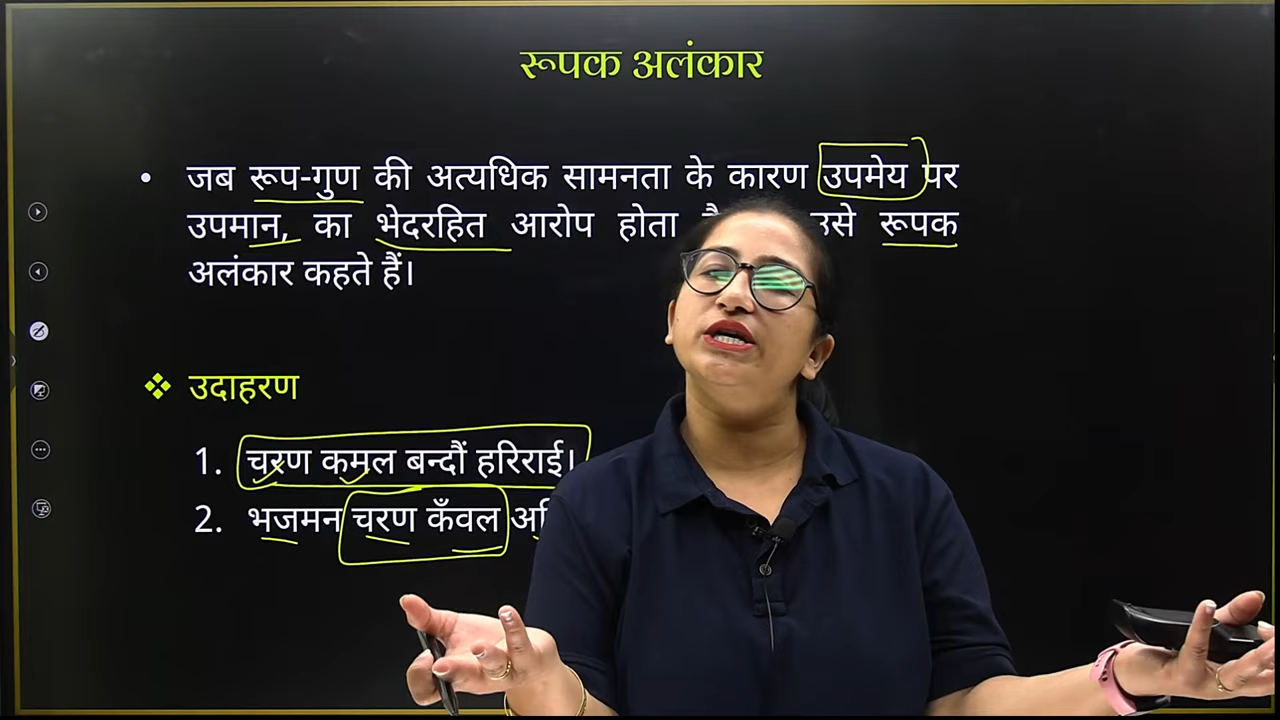 रूपक अलंकार
• जब रूप-गुण की अत्यधिक सामनता के कारण उपमेय पर
उपमान, का भेदरहित आरोप होता उसे रूपक
अलंकार कहते हैं।
❖ उदाहरण
1. चरण कमल बन्दौं हरिराई।
2. भजमन चरण कँवल